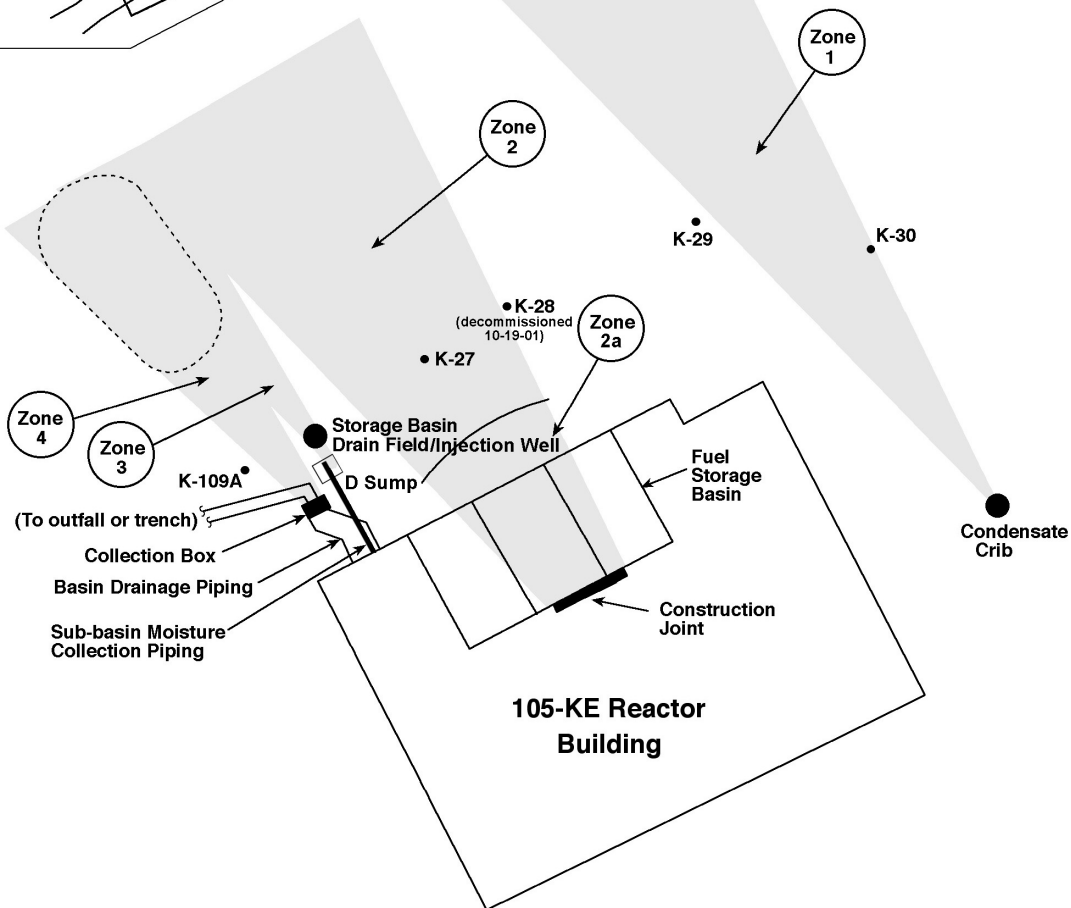 Zone
1
Zone
2
K-29
K-30
K-28
(decommissioned
10-19-01)
Zone
2a
K-27
Zone
4
Zone
3
Storage Basin
Drain Field/Injection Well
K-109A
D Sump
Fuel
Storage
Basin
(To outfall or trench)
Condensate
Crib
Collection Box
Basin Drainage Piping
Construction
Joint
Sub-basin Moisture
Collection Piping
105-KE Reactor
Building